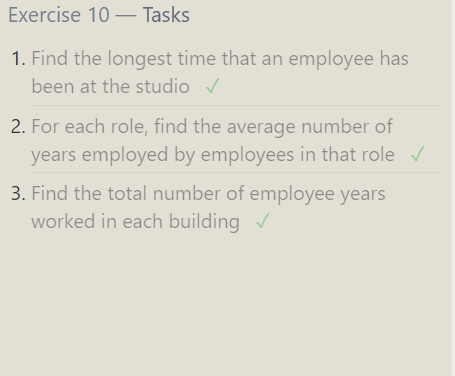 Exercise 10 — Tasks
1. Find the longest time that an employee has
been at the studio ✓
2. For each role, find the average number of
years employed by employees in that role ✓
3. Find the total number of employee years
worked in each building ✓